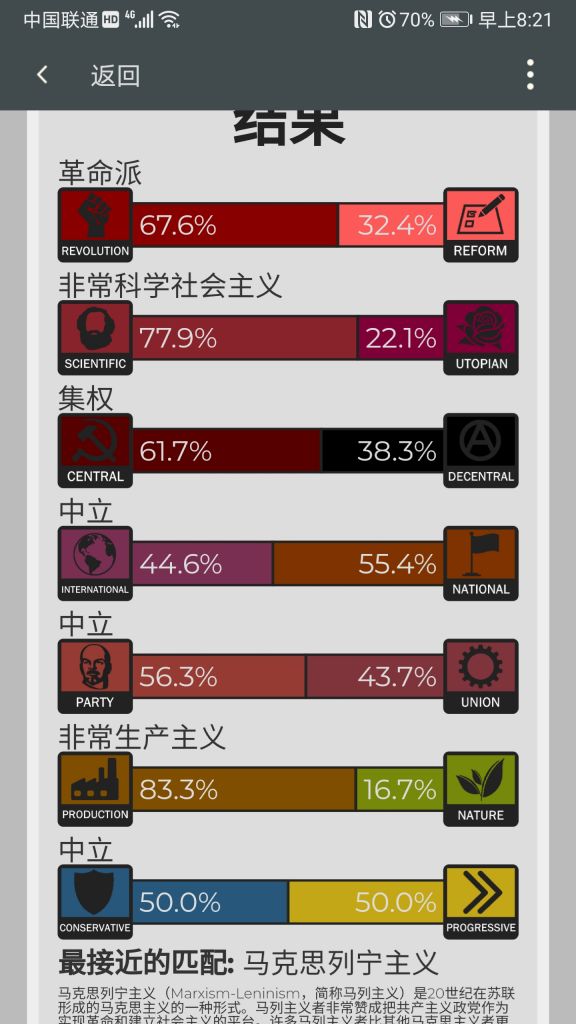 中国联通 HD 4G 70% 早上8:21
返回
结果
革命派
67.6% 32.4%
REVOLUTION REFORM
非常科学社会主义
77.9% 22.1%
SCIENTIFIC UTOPIAN
集权
61.7% 38.3%
CENTRAL DECENTRAL
中立
44.6% 55.4%
INTERNATIONAL NATIONAL
中立
56.3% 43.7%
PARTY UNION
非常生产主义
83.3% 16.7%
PRODUCTION NATURE
中立
50.0% 50.0%
CONSERVATIVE PROGRESSIVE
最接近的匹配: 马克思列宁主义
马克思列宁主义（Marxism-Leninism，简称马列主义）是20世纪在苏联
形成的马克思主义的一种形式。马列主义者非常赞成把共产主义政党作为
实现革命和建立社会主义的平台。许多马列主义者比其他马克思主义者更